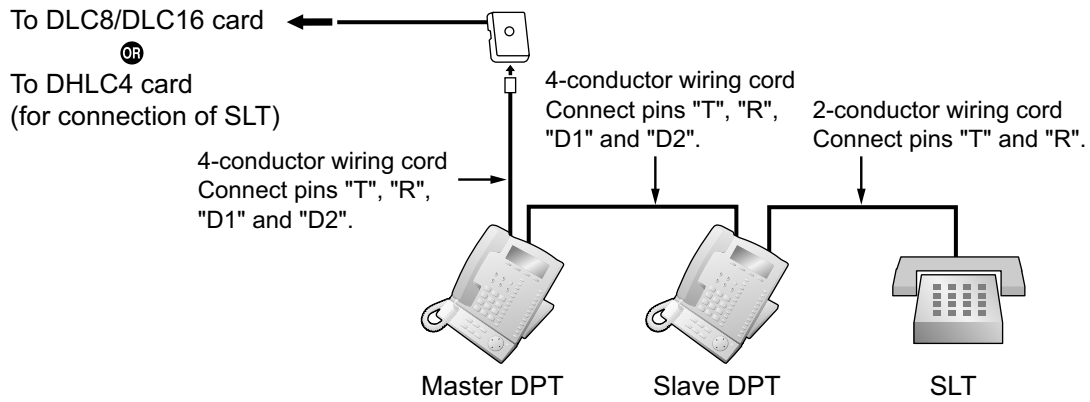 To DLC8/DLC16 card
OR
To DHLC4 card
(for connection of SLT)
4-conductor wiring cord
Connect pins "T", "R",
"D1" and "D2".
4-conductor wiring cord
Connect pins "T", "R",
"D1" and "D2".
2-conductor wiring cord
Connect pins "T" and "R".
Master DPT
Slave DPT
SLT